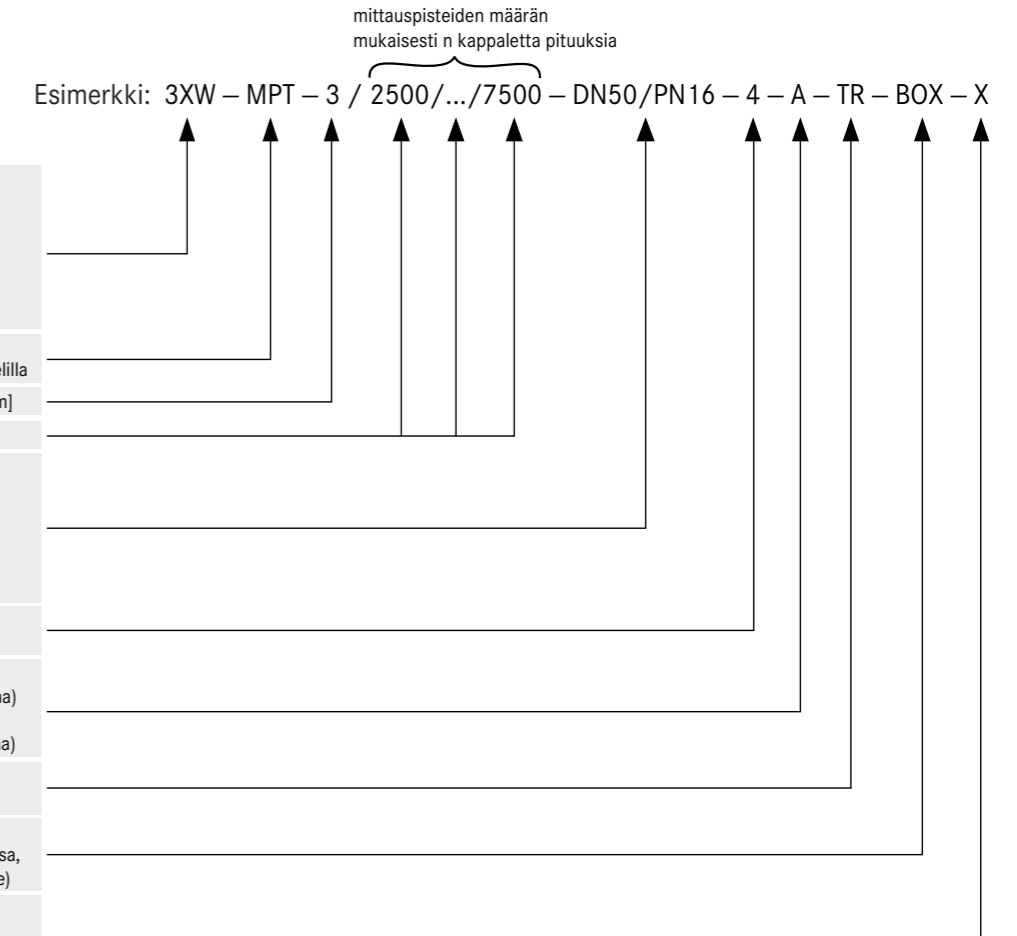 mittauspisteiden määrän
mukaisesti n kappaletta pituuksia
Esimerkki: 3XW – MPT – 3 / 2500/.../7500 – DN50/PN16 – 4 – A – TR – BOX – X
elilla
m]
na)
na)
sa,
e)